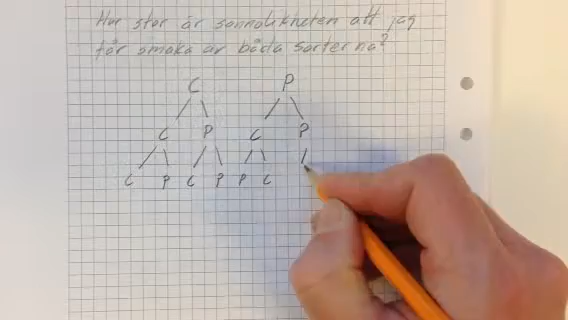 Hur stor är sannolikheten att jag
får smaka av båda sorterna?
C P
C P C P
C P C P P C